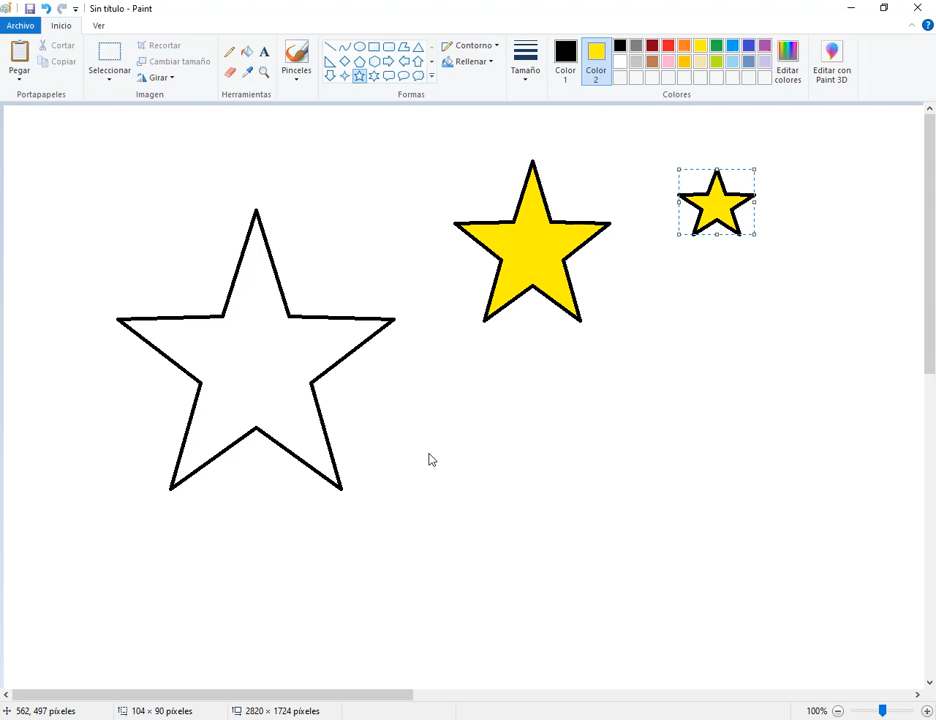 Sin título - Paint
Archivo Inicio Ver
Pegar
Cortar
Copiar
Portapapeles
Seleccionar
Recortar
Cambiar tamaño
Girar
Imagen
A
Herramientas
Pinceles
Contorno
Rellenar
Formas
Tamaño
Color
1
Color
2
Editar
colores
Colores
Editar con
Paint 3D
562, 497 píxeles 104 × 90 píxeles 2820 × 1724 píxeles 100%